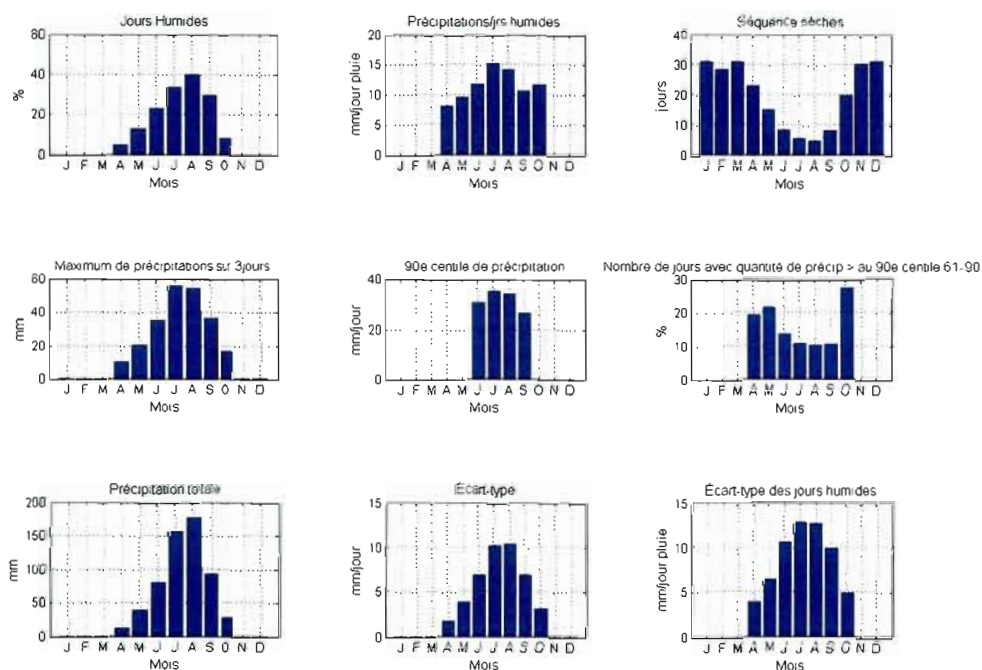 Jours Humides
80
40
20
0
%
J F M A M J J A S O N D
Mois
Précipitations/jrs humides
20
15
10
5
0
mm/jour pluie
J F M A M J J A S O N D
Mois
Séquence sèches
40
30
20
10
0
jours
J F M A M J J A S O N D
Mois
Maximum de précipitations sur 3jours
60
40
20
0
mm
J F M A M J J A S O N D
Mois
90e centile de précipitation
40
20
0
mm/jour
J F M A M J J A S O N D
Mois
Nombre de jours avec quantité de précip > au 90e centile 61-90
30
20
10
0
%
J F M A M J J A S O N D
Mois
Précipitation totale
200
150
100
50
0
mm
J F M A M J J A S O N D
Mois
Écart-type
15
10
5
0
mm/jour
J F M A M J J A S O N D
Mois
Écart-type des jours humides
15
10
5
0
mm/jour pluie
J F M A M J J A S O N D
Mois